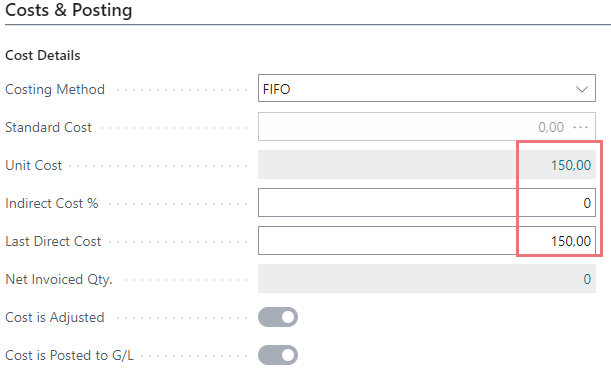 Costs & Posting
Cost Details
Costing Method FIFO
Standard Cost 0,00 ...
Unit Cost 150,00
Indirect Cost % 0
Last Direct Cost 150,00
Net Invoiced Qty. 0
Cost is Adjusted
Cost is Posted to G/L